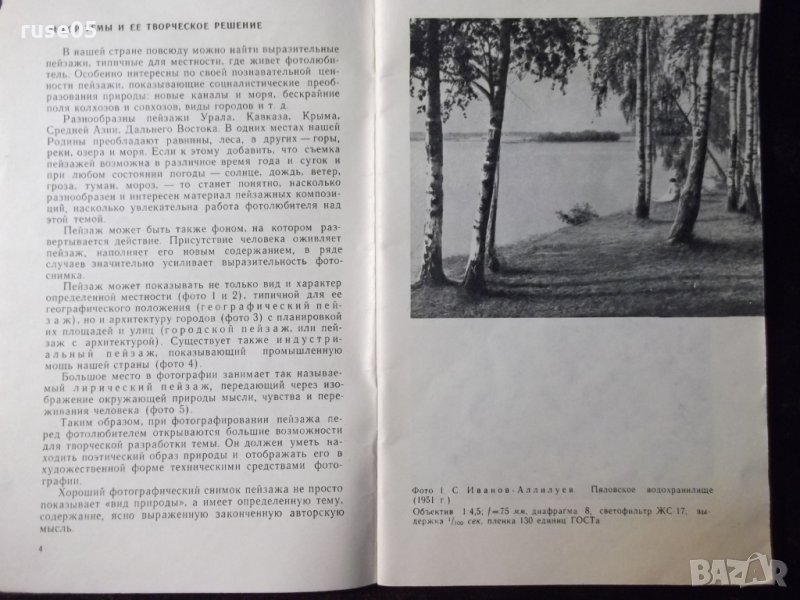 ruse05
ТЕМЫ И ЕЕ ТВОРЧЕСКОЕ РЕШЕНИЕ
В нашей стране повсюду можно найти выразительные
пейзажи, типичные для местности, где живет фотолюби-
тель. Особенно интересны по своей познавательной цен-
ности пейзажи, показывающие социалистические преоб-
разования природы: новые каналы и моря, бескрайние
поля колхозов и совхозов, виды городов и т. д.
Разнообразны пейзажи Урала, Кавказа, Крыма,
Средней Азии, Дальнего Востока. В одних местах нашей
Родины преобладают равнины, леса, в других — горы,
реки, озера и моря. Если к этому добавить, что съемка
пейзажей возможна в различное время года и суток и
при любом состоянии погоды — солнце, дождь, ветер,
гроза, туман, мороз, — то станет понятно, насколько
разнообразен и интересен материал пейзажных компози-
ций, насколько увлекательна работа фотолюбителя над
этой темой.
Пейзаж может быть также фоном, на котором раз-
вертывается действие. Присутствие человека оживляет
пейзаж, наполняет его новым содержанием, в ряде
случаев значительно усиливает выразительность фото-
снимка.
Пейзаж может показывать не только вид и характер
определенной местности (фото 1 и 2), типичной для ее
географического положения (географический пей-
заж), но и архитектуру городов (фото 3) с планировкой
их площадей и улиц (городской пейзаж, или пей-
заж с архитектурой). Существует также индустри-
альный пейзаж, показывающий промышленную
мощь нашей страны (фото 4).
Большое место в фотографии занимает так называе-
мый лирический пейзаж, передающий через изо-
бражение окружающей природы мысли, чувства и пере-
живания человека (фото 5).
Таким образом, при фотографировании пейзажа пе-
ред фотолюбителем открываются большие возможности
для творческой разработки темы. Он должен уметь на-
ходить поэтический образ природы и отображать его в
художественной форме техническими средствами фото-
графии.
Хороший фотографический снимок пейзажа не просто
показывает «вид природы», а имеет определенную тему,
содержание, ясно выраженную законченную авторскую
мысль.
4
Фото 1 С. Иванов-Аллилуев Пяловское водохранилище
(1951 г.)
Объектив 1:4,5; f=75 мм, диафрагма 8, светофильтр ЖС-17, вы-
держка 1/100 сек, пленка 130 единиц ГОСТа
BAZAR